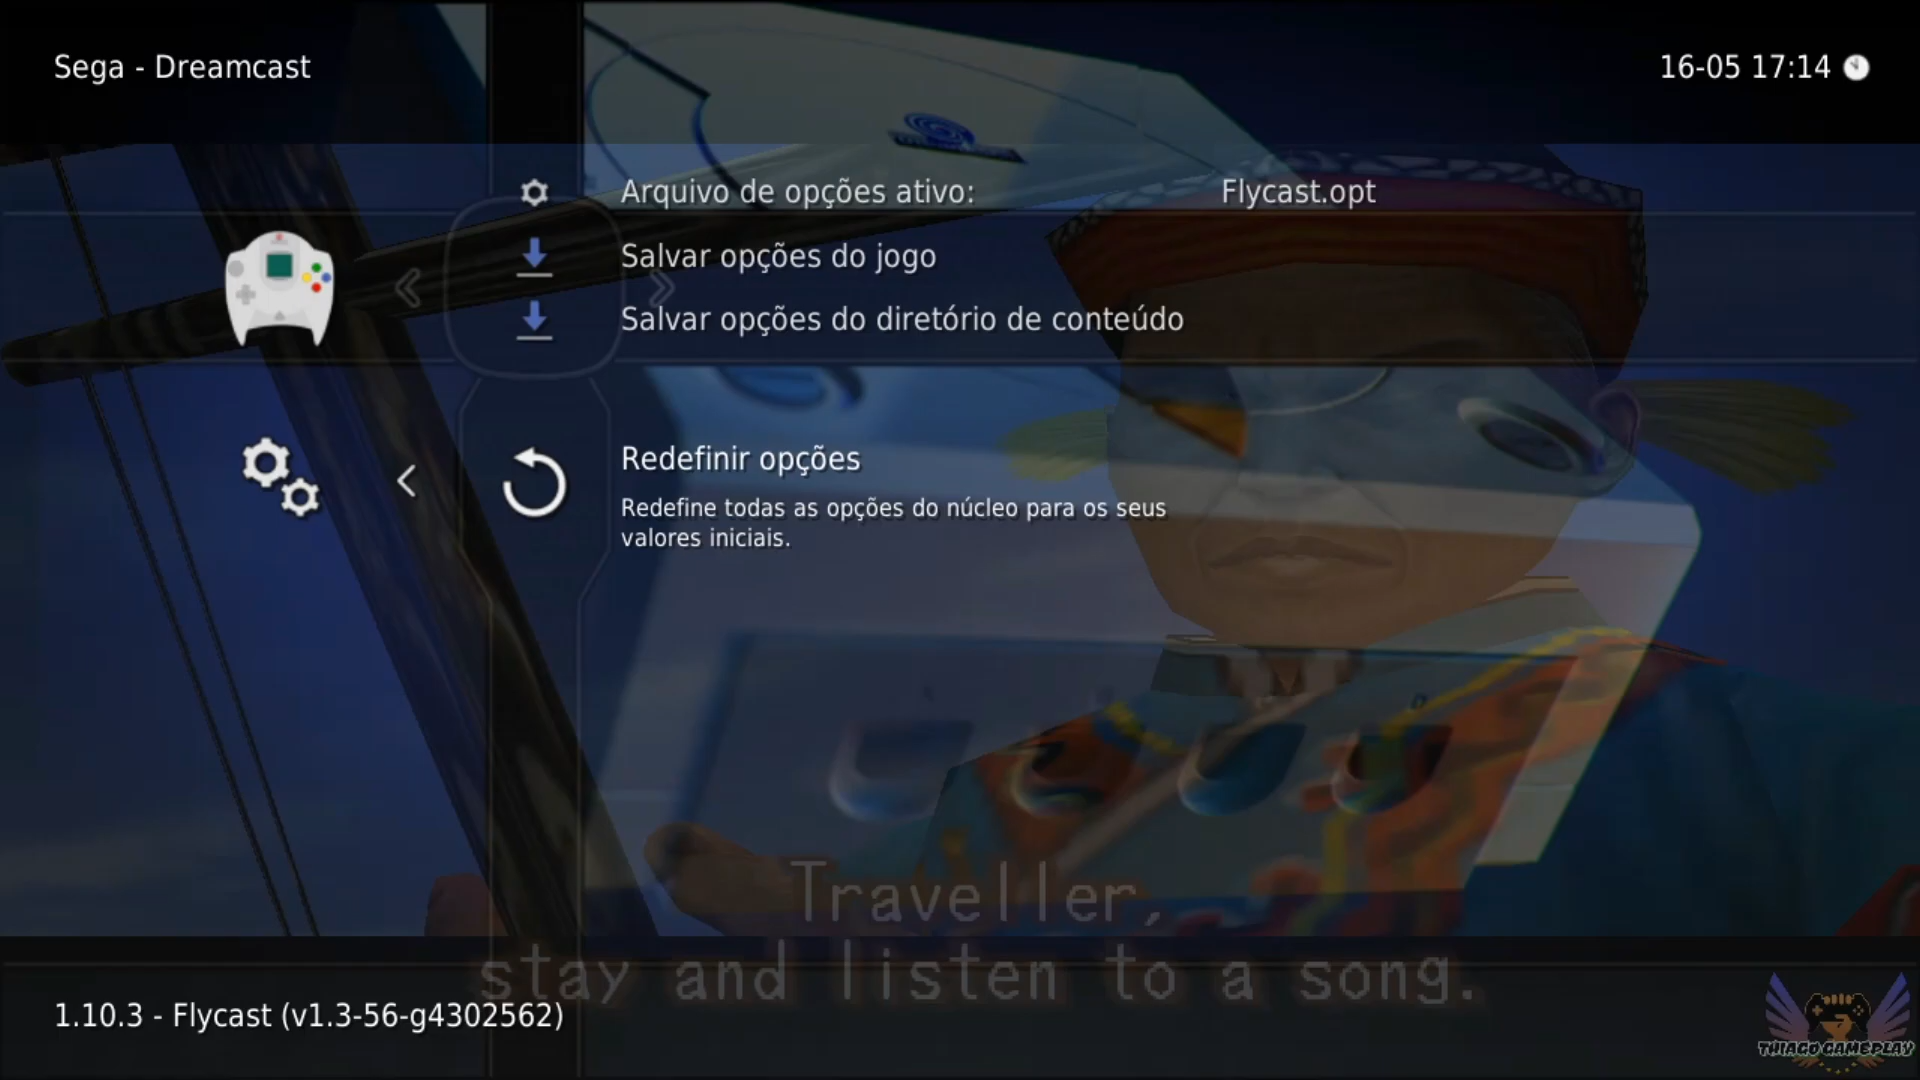 Sega - Dreamcast
16-05 17:14
Arquivo de opções ativo: Flycast.opt
Salvar opções do jogo
Salvar opções do diretório de conteúdo
Redefinir opções
Redefine todas as opções do núcleo para os seus
valores iniciais.
Traveller,
stay and listen to a song.
1.10.3 - Flycast (v1.3-56-g4302562)
THIAGO GAMEPLAY